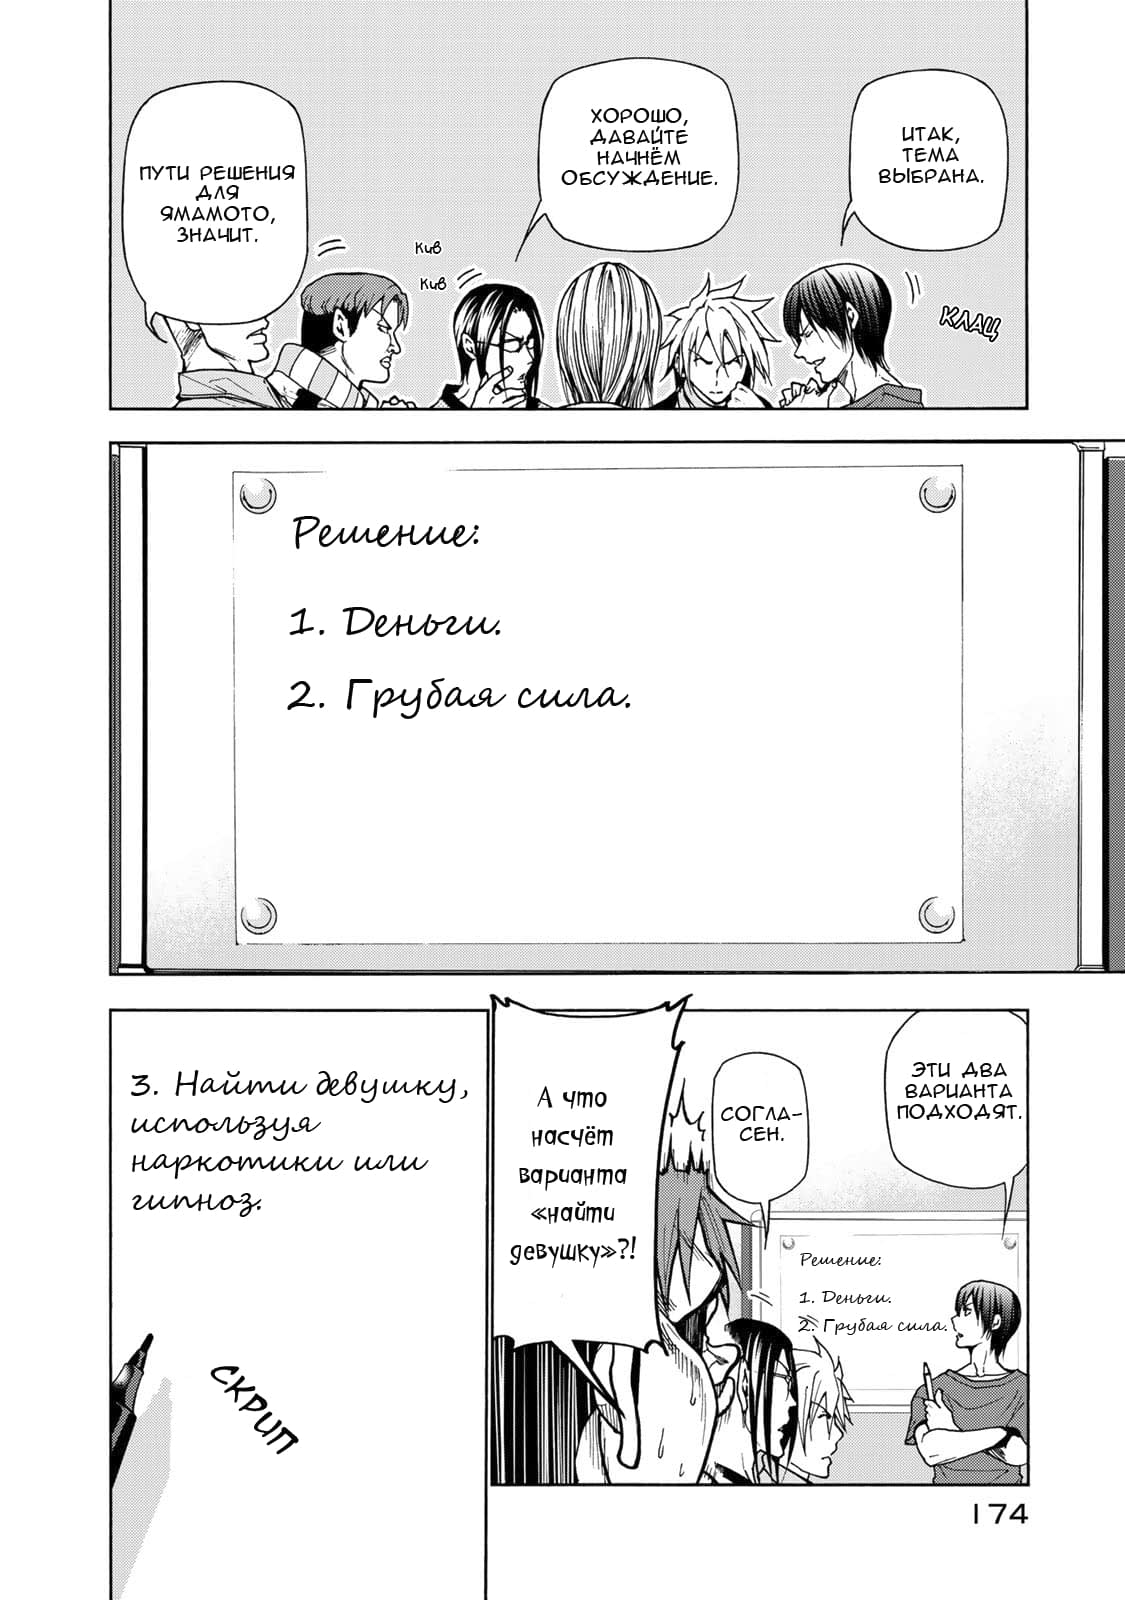 ИТАК,
ТЕМА
ВЫБРАНА.
КЛАЦ
ХОРОШО,
ДАВАЙТЕ
НАЧНЁМ
ОБСУЖДЕНИЕ.
Кив
Кив
ПУТИ РЕШЕНИЯ
ДЛЯ
ЯМАМОТО,
ЗНАЧИТ.
Решение:
1. Деньги.
2. Грубая сила.
ЭТИ ДВА
ВАРИАНТА
ПОДХОДЯТ.
СОГЛА-
СЕН.
Решение:
1. Деньги.
2. Грубая сила.
А что
насчёт
варианта
«найти
девушку»?!
3. Найти девушку,
используя
наркотики или
гипноз.
СКРИП
174